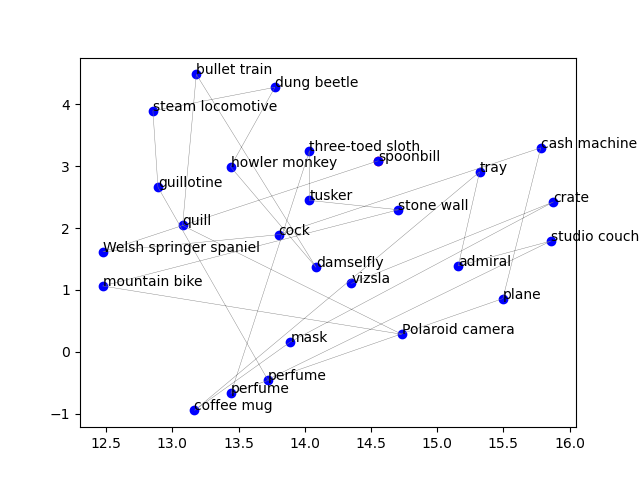 bullet train
dung beetle
steam locomotive
three-toed sloth
cash machine
howler monkey
spoonbill
tray
guillotine
tusker
crate
stone wall
quill
cock
studio couch
Welsh springer spaniel
damselfly
admiral
vizsla
mountain bike
plane
Polaroid camera
mask
perfume
perfume
coffee mug
4
3
2
1
0
−1
12.5
13.0
13.5
14.0
14.5
15.0
15.5
16.0